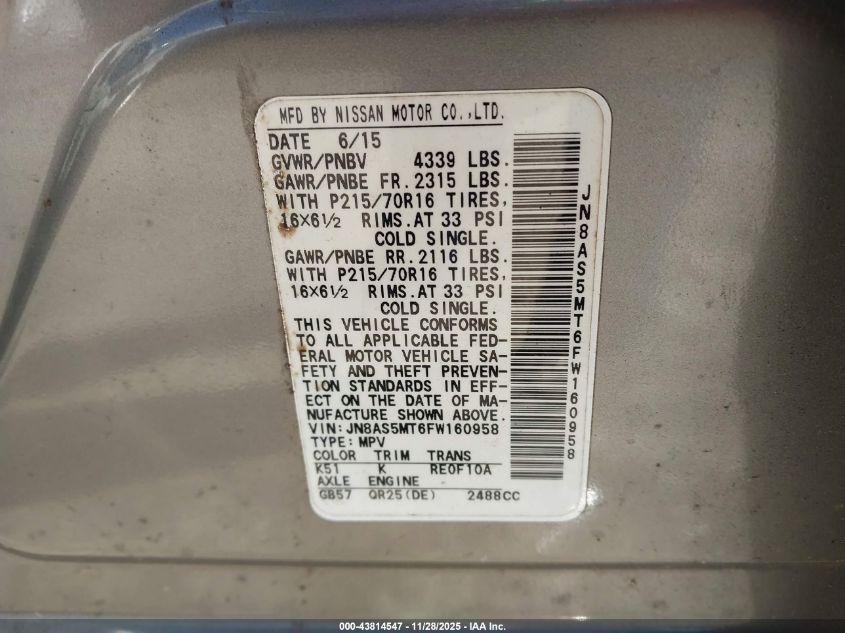 MFD BY NISSAN MOTOR CO.,LTD.
DATE 6/15
GVWR/PNBV 4339 LBS.
GAWR/PNBE FR.2315 LBS.
WITH P215/70R16 TIRES,
16X6½ RIMS.AT 33 PSI
COLD SINGLE.
GAWR/PNBE RR.2116 LBS.
WITH P215/70R16 TIRES,
16X6½ RIMS.AT 33 PSI
COLD SINGLE.
THIS VEHICLE CONFORMS
TO ALL APPLICABLE FED-
ERAL MOTOR VEHICLE SA-
FETY AND THEFT PREVEN-
TION STANDARDS IN EFF-
ECT ON THE DATE OF MA-
NUFACTURE SHOWN ABOVE.
VIN:JN8AS5MT6FW160958
TYPE:MPV
COLOR TRIM TRANS
K51 K RE0F10A
AXLE ENGINE
GB57 QR25(DE) 2488CC
JN8AS5MT6FW160958
000-43814547 — 11/28/2025 - IAA Inc.